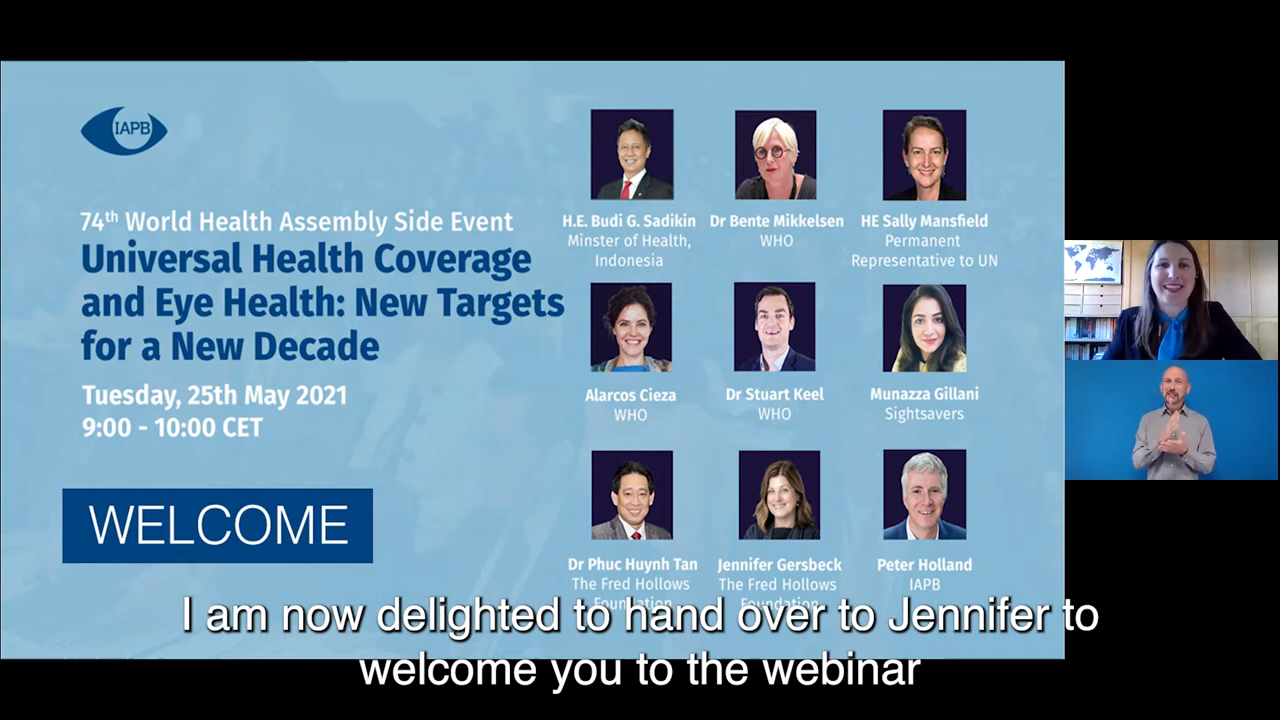 IAPB
74th World Health Assembly Side Event
Universal Health Coverage
and Eye Health: New Targets
for a New Decade
Tuesday, 25th May 2021
9:00 - 10:00 CET
WELCOME
H.E. Budi G. Sadikin
Minster of Health,
Indonesia
Dr Bente Mikkelsen
WHO
HE Sally Mansfield
Permanent
Representative to UN
Alarcos Cieza
WHO
Dr Stuart Keel
WHO
Munazza Gillani
Sightsavers
Dr Phuc Huynh Tan
The Fred Hollows
Foundation
Jennifer Gersbeck
The Fred Hollows
Foundation
Peter Holland
IAPB
I am now delighted to hand over to Jennifer to
welcome you to the webinar